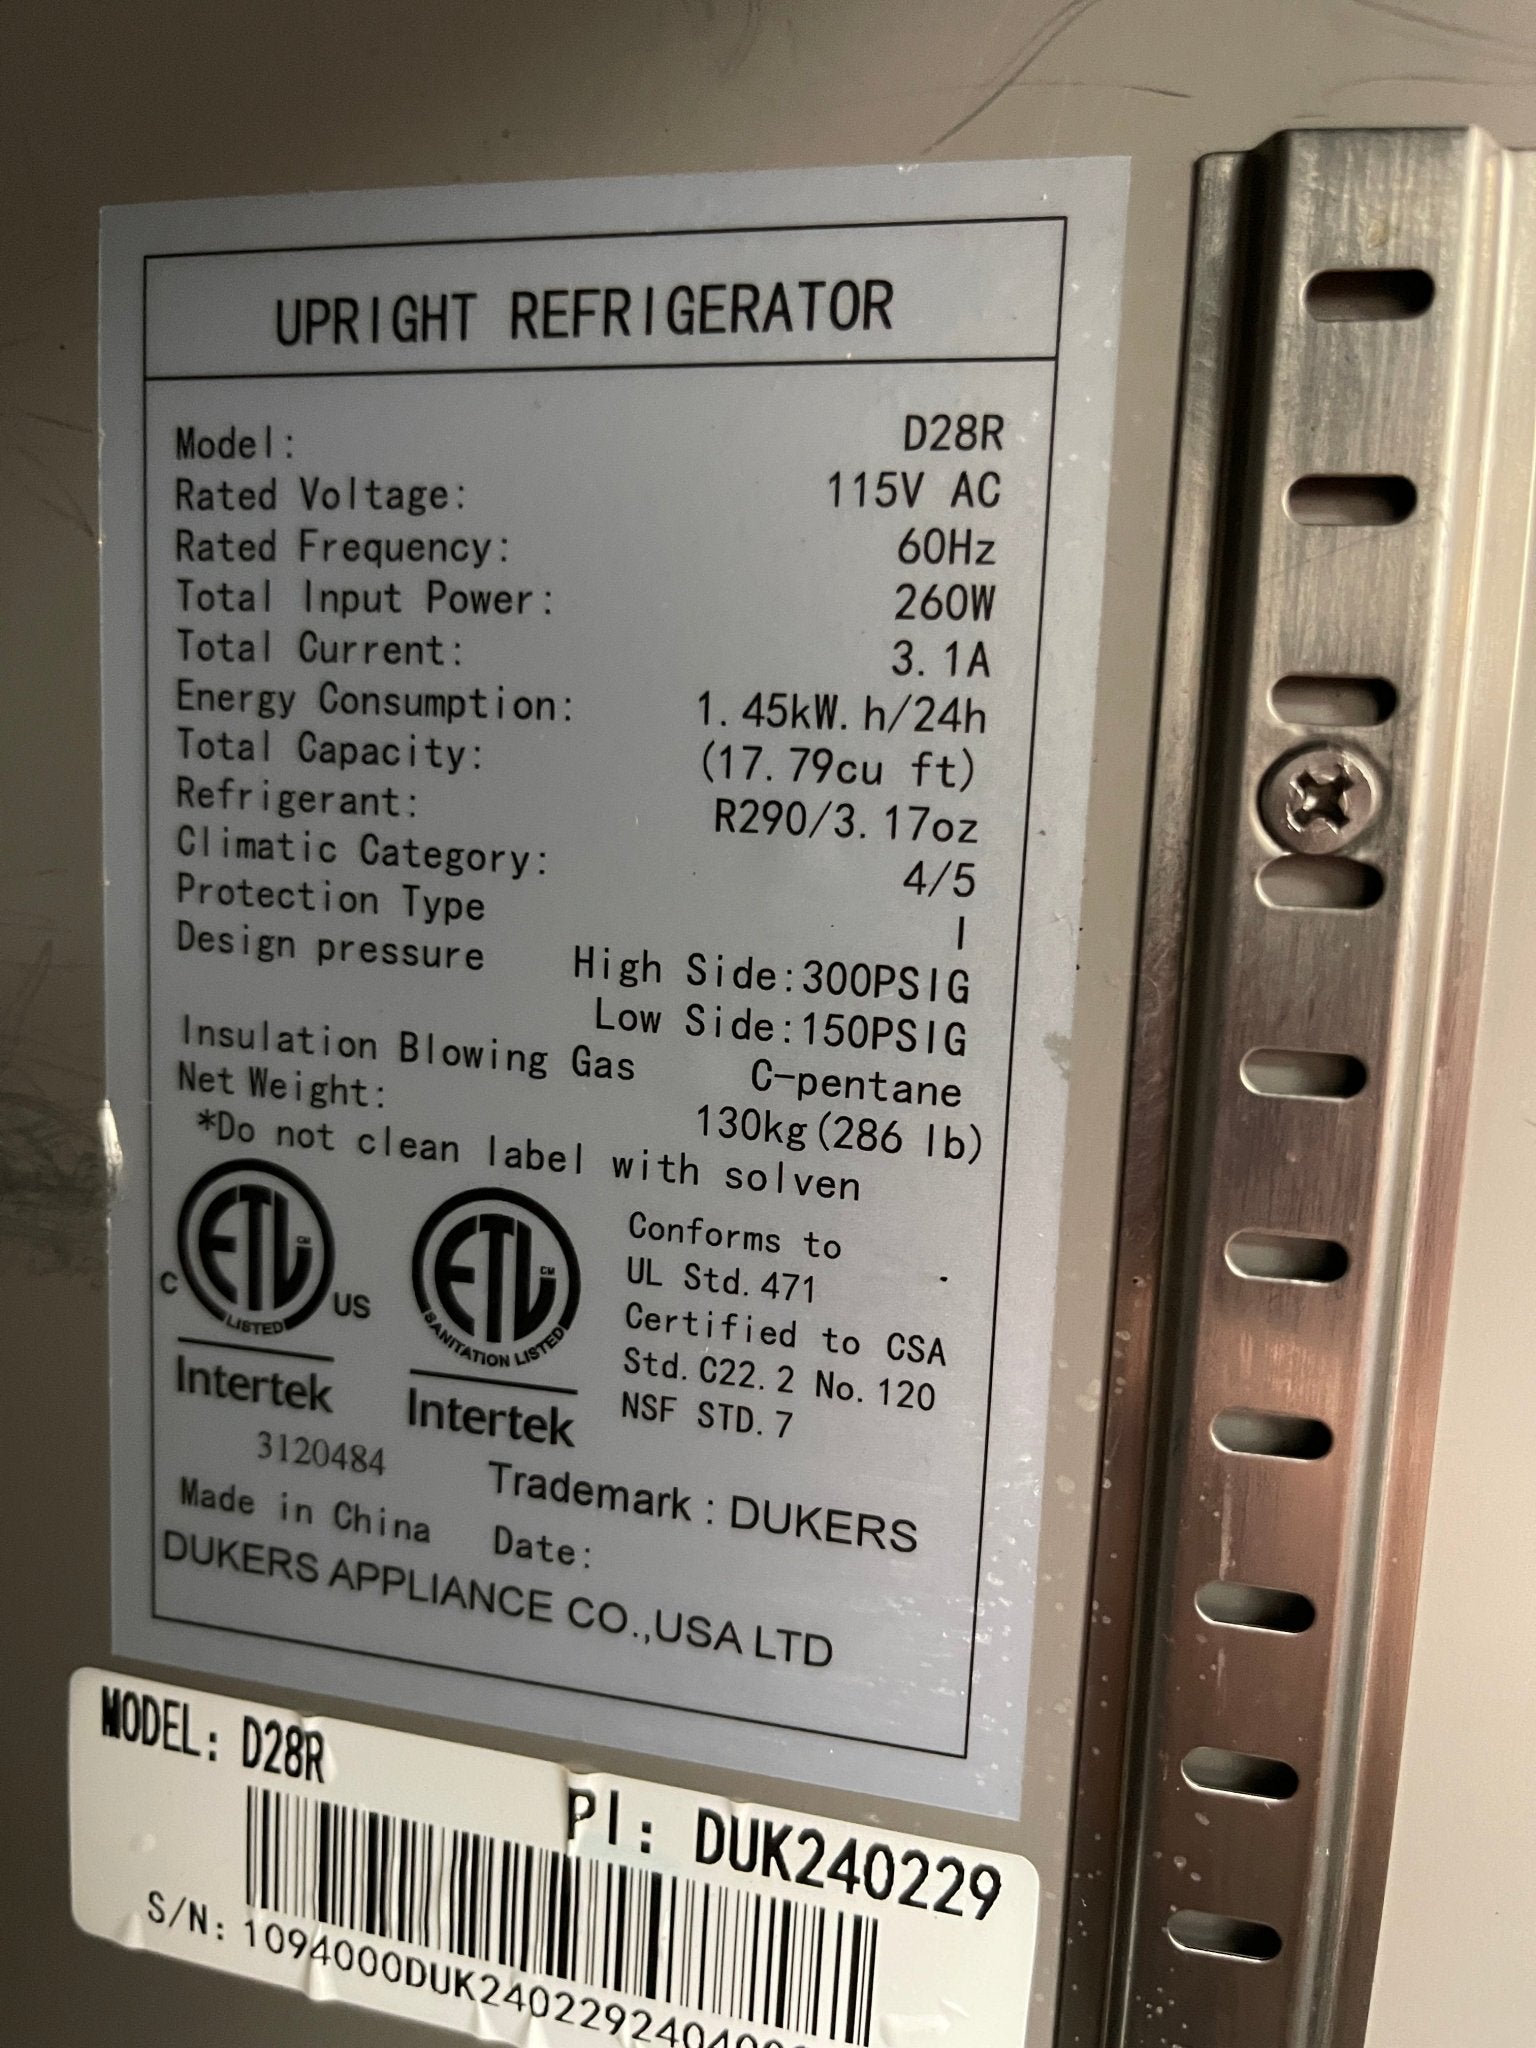 UPRIGHT REFRIGERATOR
Model: D28R
Rated Voltage: 115V AC
Rated Frequency: 60Hz
Total Input Power: 260W
Total Current: 3.1A
Energy Consumption: 1.45kW.h/24h
Total Capacity: (17.79cu ft)
Refrigerant: R290/3.17oz
Climatic Category: 4/5
Protection Type I
Design pressure High Side:300PSIG
Low Side:150PSIG
Insulation Blowing Gas C-pentane
Net Weight: 130kg(286 lb)
*Do not clean label with solven
C ETL CM LISTED US
Intertek
3120484
ETL CM SANITATION LISTED
Intertek
Conforms to
UL Std.471
Certified to CSA
Std.C22.2 No.120
NSF STD.7
Trademark : DUKERS
Made in China Date:
DUKERS APPLIANCE CO.,USA LTD
MODEL: D28R
PI: DUK240229
S/N: 1094000DUK240229240